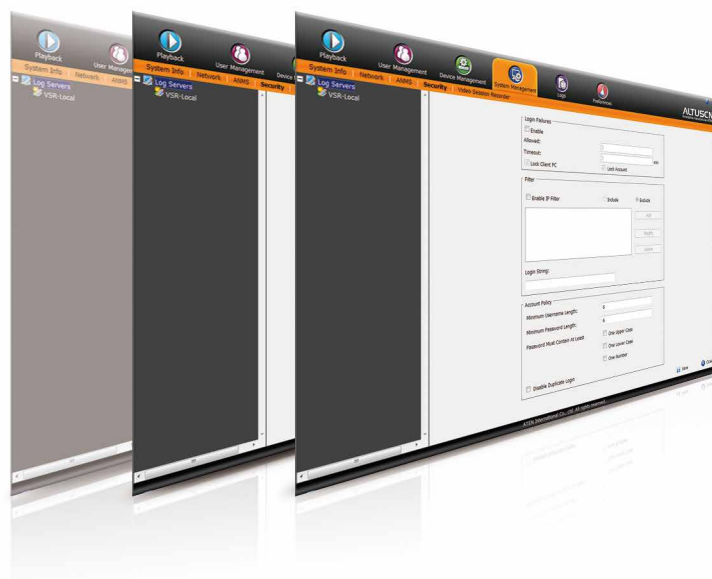 Playback
User Managem
System Info Network ANMS
Log Servers
VSR-Local
Playback
User Management
Device
System Info Network ANMS Security
Log Servers
VSR-Local
Playback
User Management
Device Management
System Management
Logs
Preferences
ALTUSCN
System Info Network ANMS Security Video Session Recorder
Log Servers
VSR-Local
Login Failures
Enable
Allowed:
Timeout:
Lock Client PC
Lock Account
Filter
Enable IP Filter
Include
Exclude
Add
Modify
Delete
Login String:
Account Policy
Minimum Username Length:
6
Minimum Password Length:
6
Password Must Contain At Least
One Upper Case
One Lower Case
One Number
Disable Duplicate Login
Save
ATEN International Co., Ltd. All rights reserved.